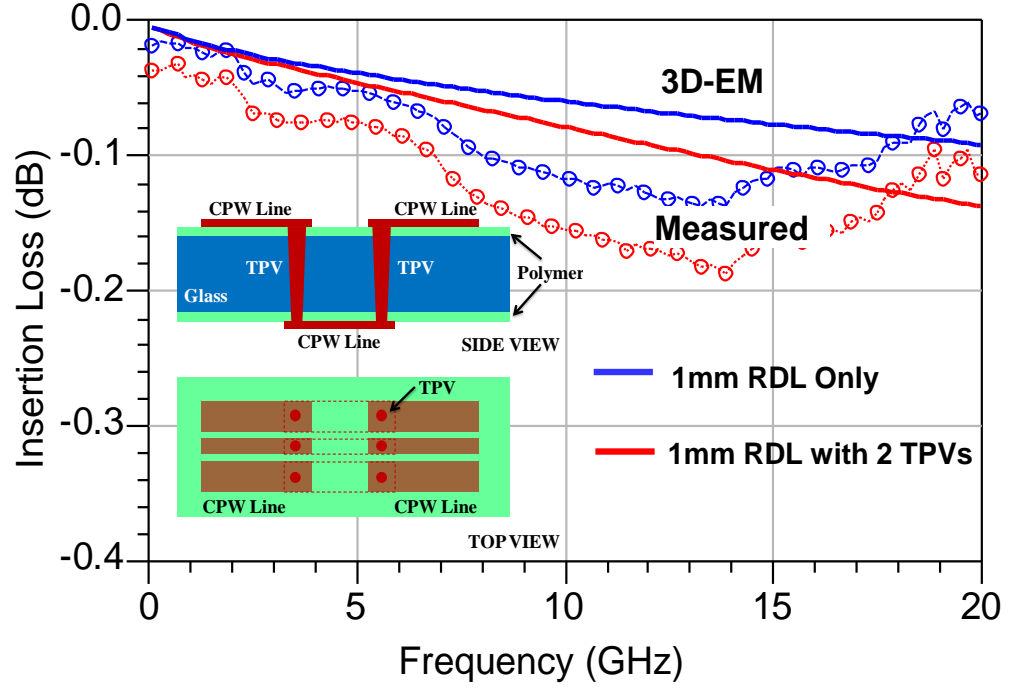 0.0
-0.1
-0.2
-0.3
-0.4
Insertion Loss (dB)
3D-EM
Measured
CPW Line
CPW Line
TPV
TPV
Polymer
Glass
CPW Line
SIDE VIEW
TPV
CPW Line
CPW Line
TOP VIEW
1mm RDL Only
1mm RDL with 2 TPVs
0
5
10
15
20
Frequency (GHz)